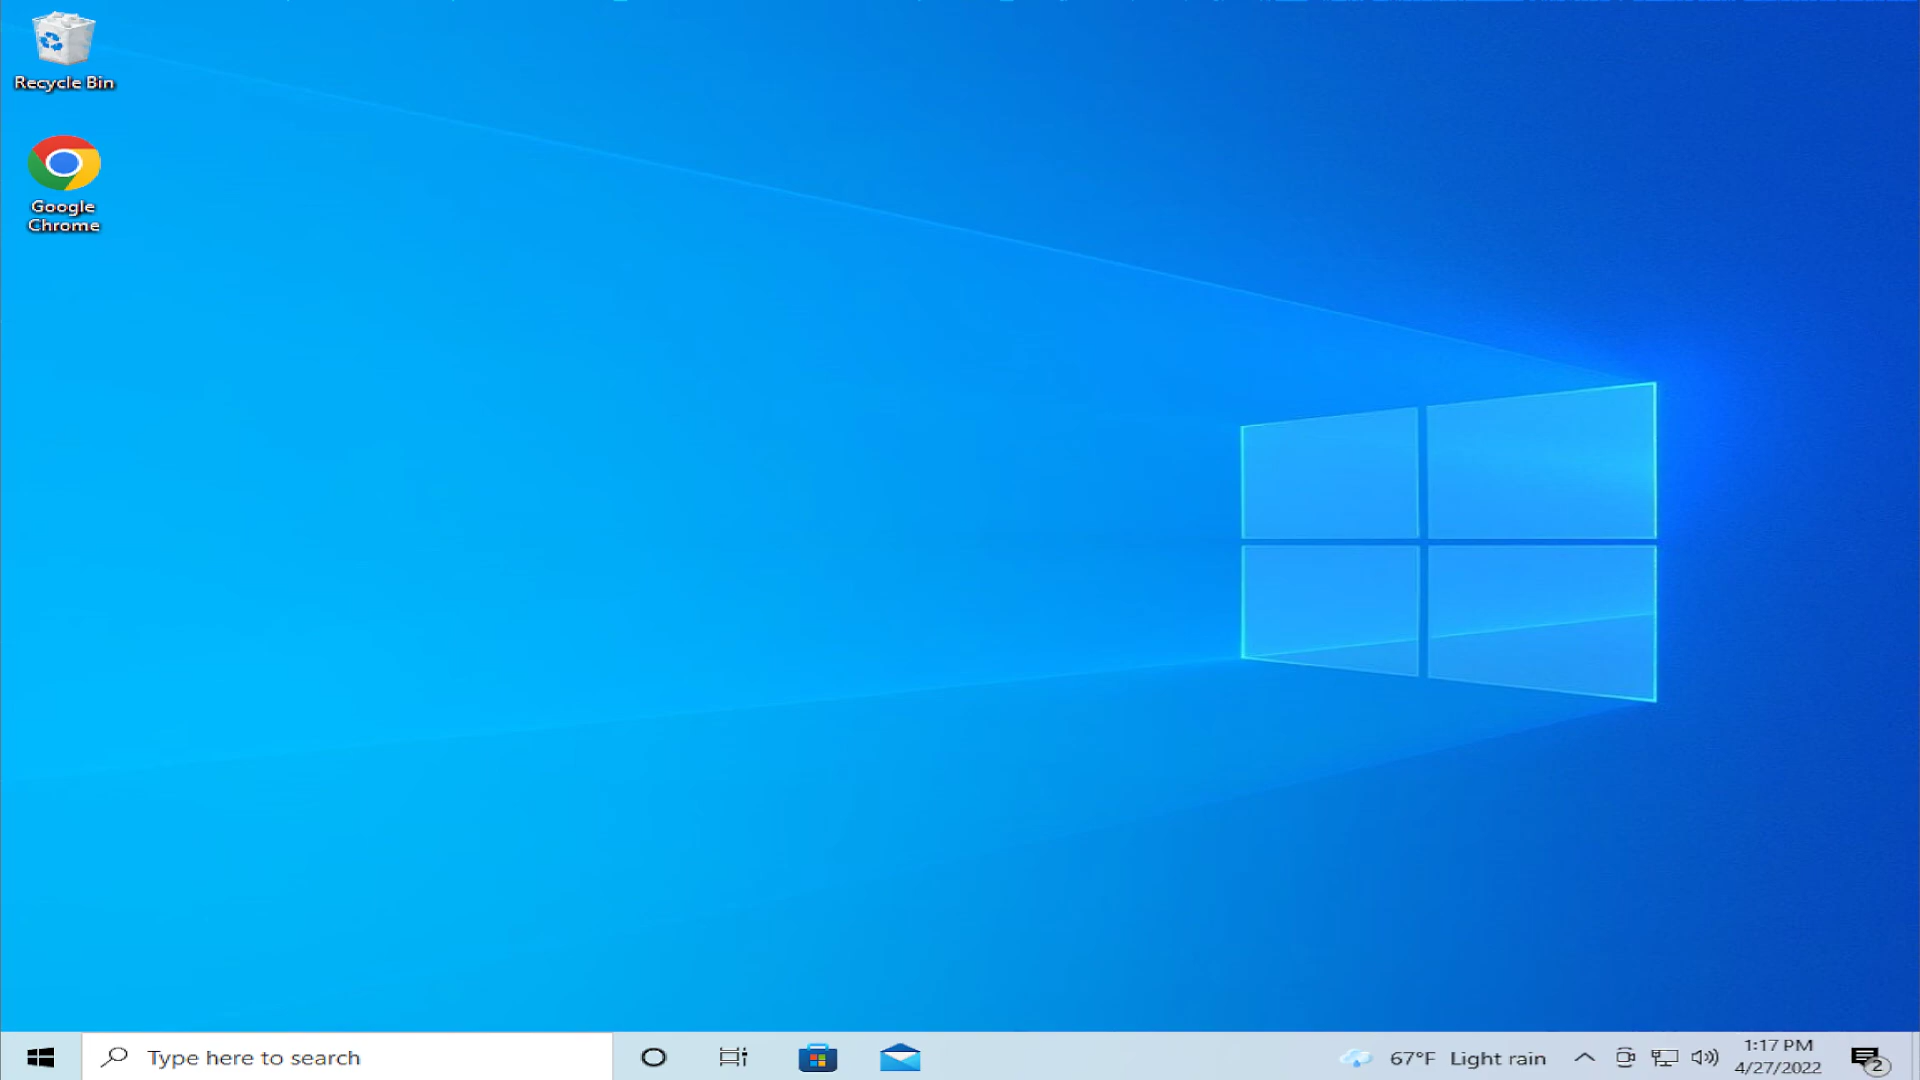 Recycle Bin
Google
Chrome
Type here to search
67°F Light rain
1:17 PM
4/27/2022
2